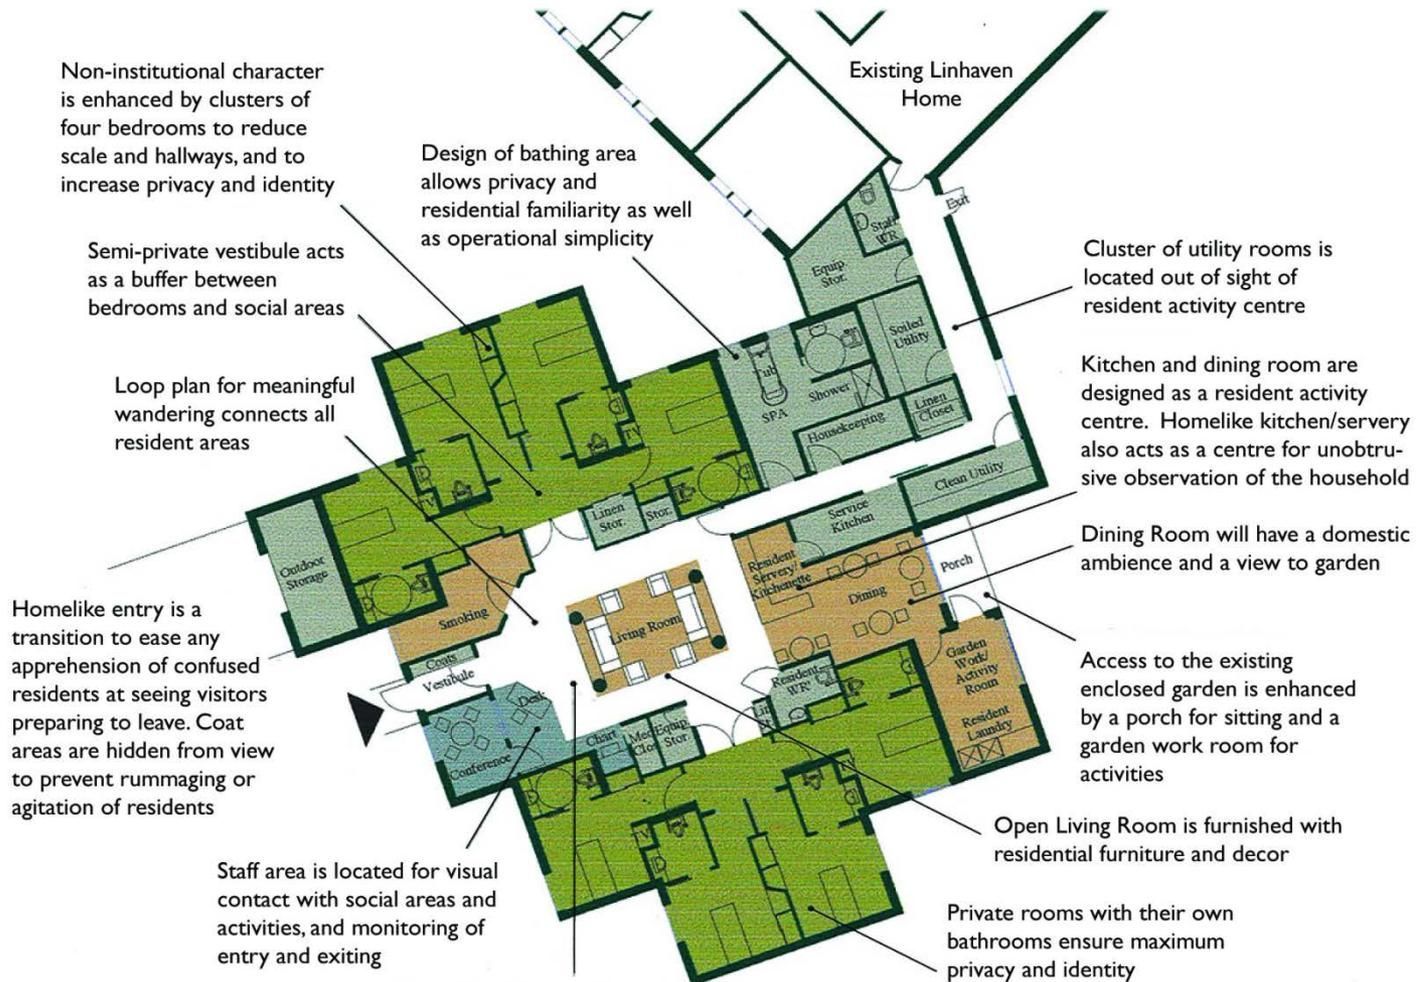 Existing Linhaven
Home
Non-institutional character
is enhanced by clusters of
four bedrooms to reduce
scale and hallways, and to
increase privacy and identity
Design of bathing area
allows privacy and
residential familiarity as well
as operational simplicity
Semi-private vestibule acts
as a buffer between
bedrooms and social areas
Loop plan for meaningful
wandering connects all
resident areas
Cluster of utility rooms is
located out of sight of
resident activity centre
Kitchen and dining room are
designed as a resident activity
centre. Homelike kitchen/servery
also acts as a centre for unobtru-
sive observation of the household
Dining Room will have a domestic
ambience and a view to garden
Homelike entry is a
transition to ease any
apprehension of confused
residents at seeing visitors
preparing to leave. Coat
areas are hidden from view
to prevent rummaging or
agitation of residents
Access to the existing
enclosed garden is enhanced
by a porch for sitting and a
garden work room for
activities
Open Living Room is furnished with
residential furniture and decor
Staff area is located for visual
contact with social areas and
activities, and monitoring of
entry and exiting
Private rooms with their own
bathrooms ensure maximum
privacy and identity
Exit
Staff
WR
Equip
Stor.
Soiled
Utility
Tub
Shower
SPA
Linen
Closet
Housekeeping
Clean Utility
Service
Kitchen
TV
TV
Linen
Stor.
Stor.
Outdoor
Storage
Resident
Servery/
Kitchenette
Porch
Dining
Smoking
Living Room
Coats
Vestibule
Garden
Work/
Activity
Room
Resident
WR
Desk
Lin
St
Resident
Laundry
Chart
Med
Clos
Equip.
Stor.
Conference
TV
TV